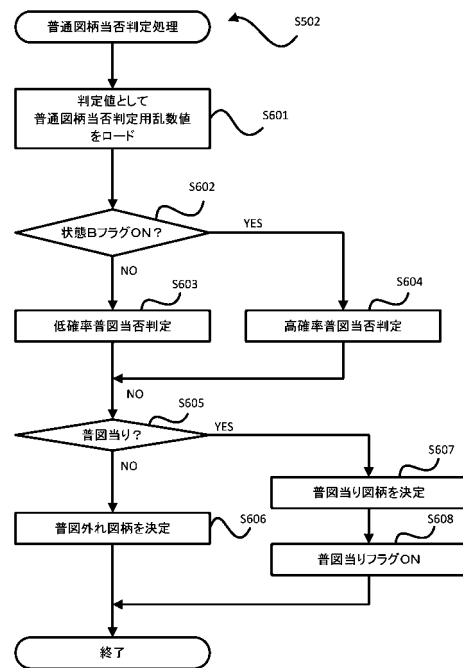 普通図柄当否判定処理
S502
判定値として
普通図柄当否判定用乱数値
をロード
S601
S602
状態BフラグON？
YES
NO
S603
S604
低確率普図当否判定
高確率普図当否判定
NO
S605
普図当り？
YES
NO
S607
普図当り図柄を決定
普図外れ図柄を決定
S606
S608
普図当りフラグON
終了